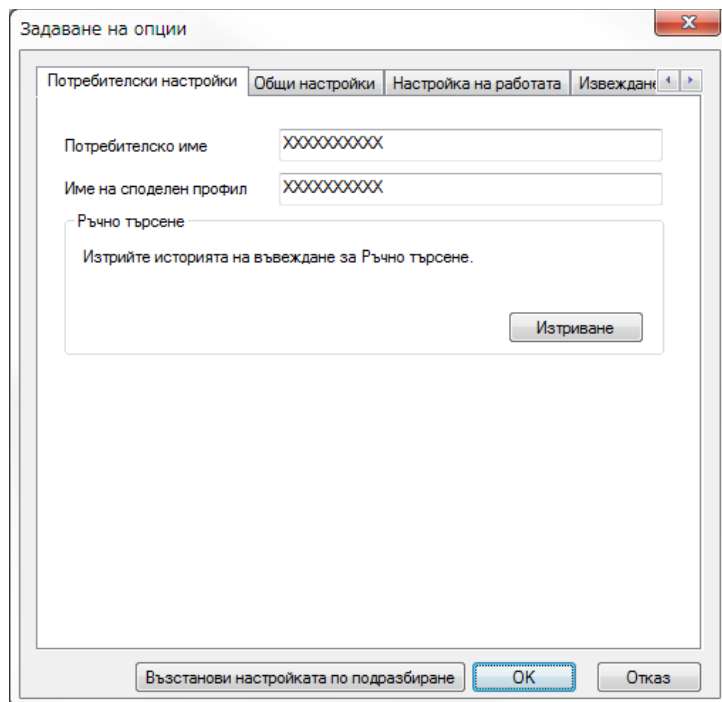 Задаване на опции
Потребителски настройки Общи настройки Настройка на работата Извеждане
Потребителско име XXXXXXXXXX
Име на споделен профил XXXXXXXXXX
Ръчно търсене
Изтрийте историята на въвеждане за Ръчно търсене.
Изтриване
Възстанови настройката по подразбиране OK Отказ